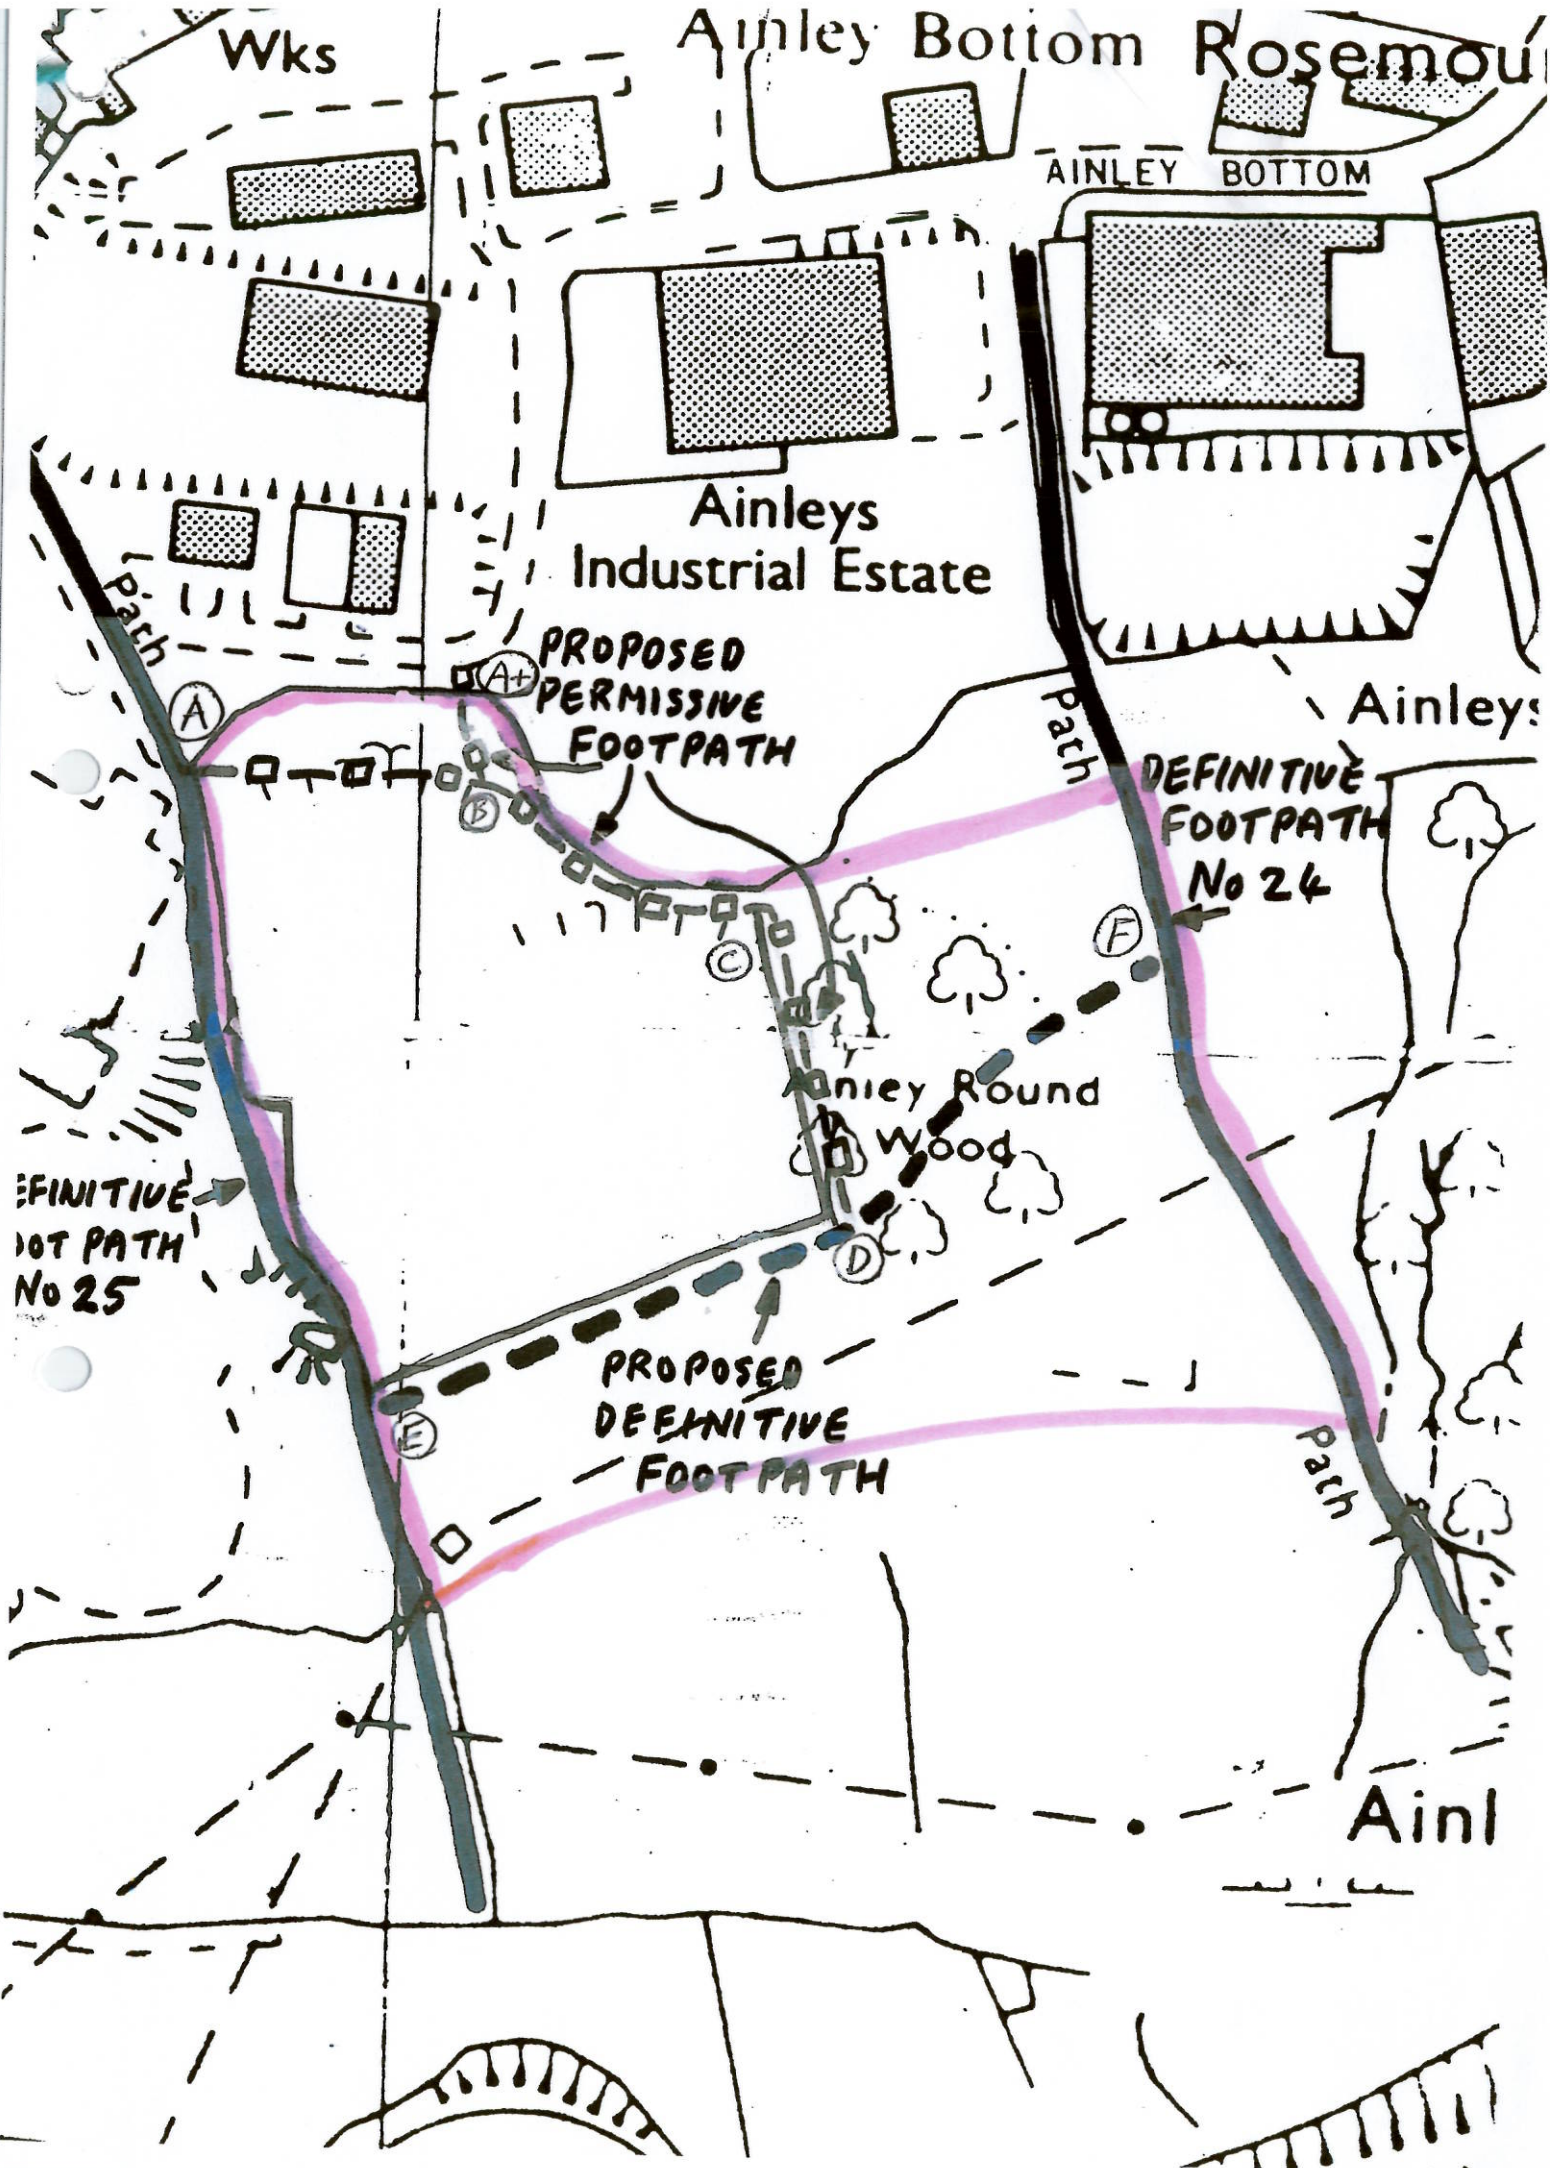 Wks
Ainley Bottom
Rosemou
AINLEY BOTTOM
Ainleys
Industrial Estate
Path
A
A+
PROPOSED
PERMISSIVE
FOOTPATH
Path
Ainleys
B
DEFINITIVE
FOOTPATH
No 24
C
F
Ainley Round
Wood
EFINITIVE
OOT PATH
No 25
D
E
PROPOSED
DEFINITIVE
FOOTPATH
Path
Ainl